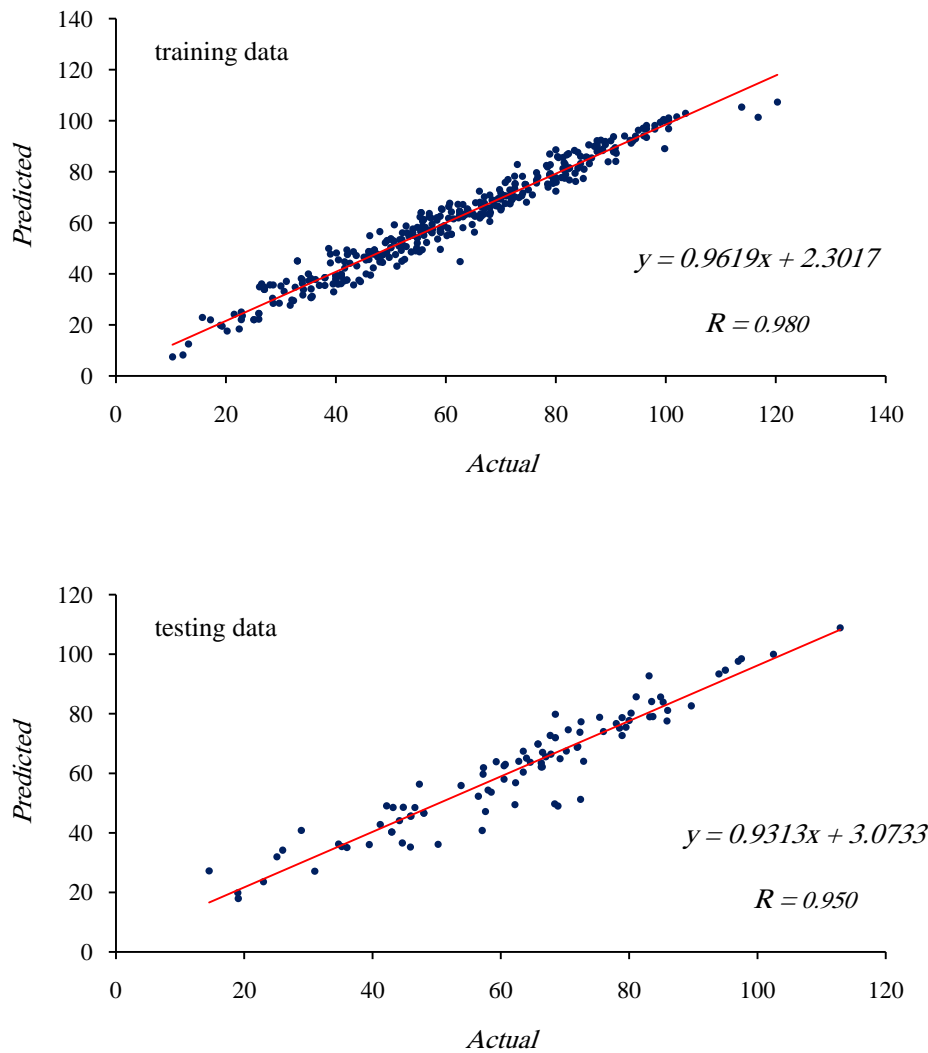 140
training data
120
100
80
60
40
20
0
Predicted
y = 0.9619x + 2.3017
R = 0.980
0 20 40 60 80 100 120 140
Actual
120
testing data
100
80
60
40
20
0
Predicted
y = 0.9313x + 3.0733
R = 0.950
0 20 40 60 80 100 120
Actual